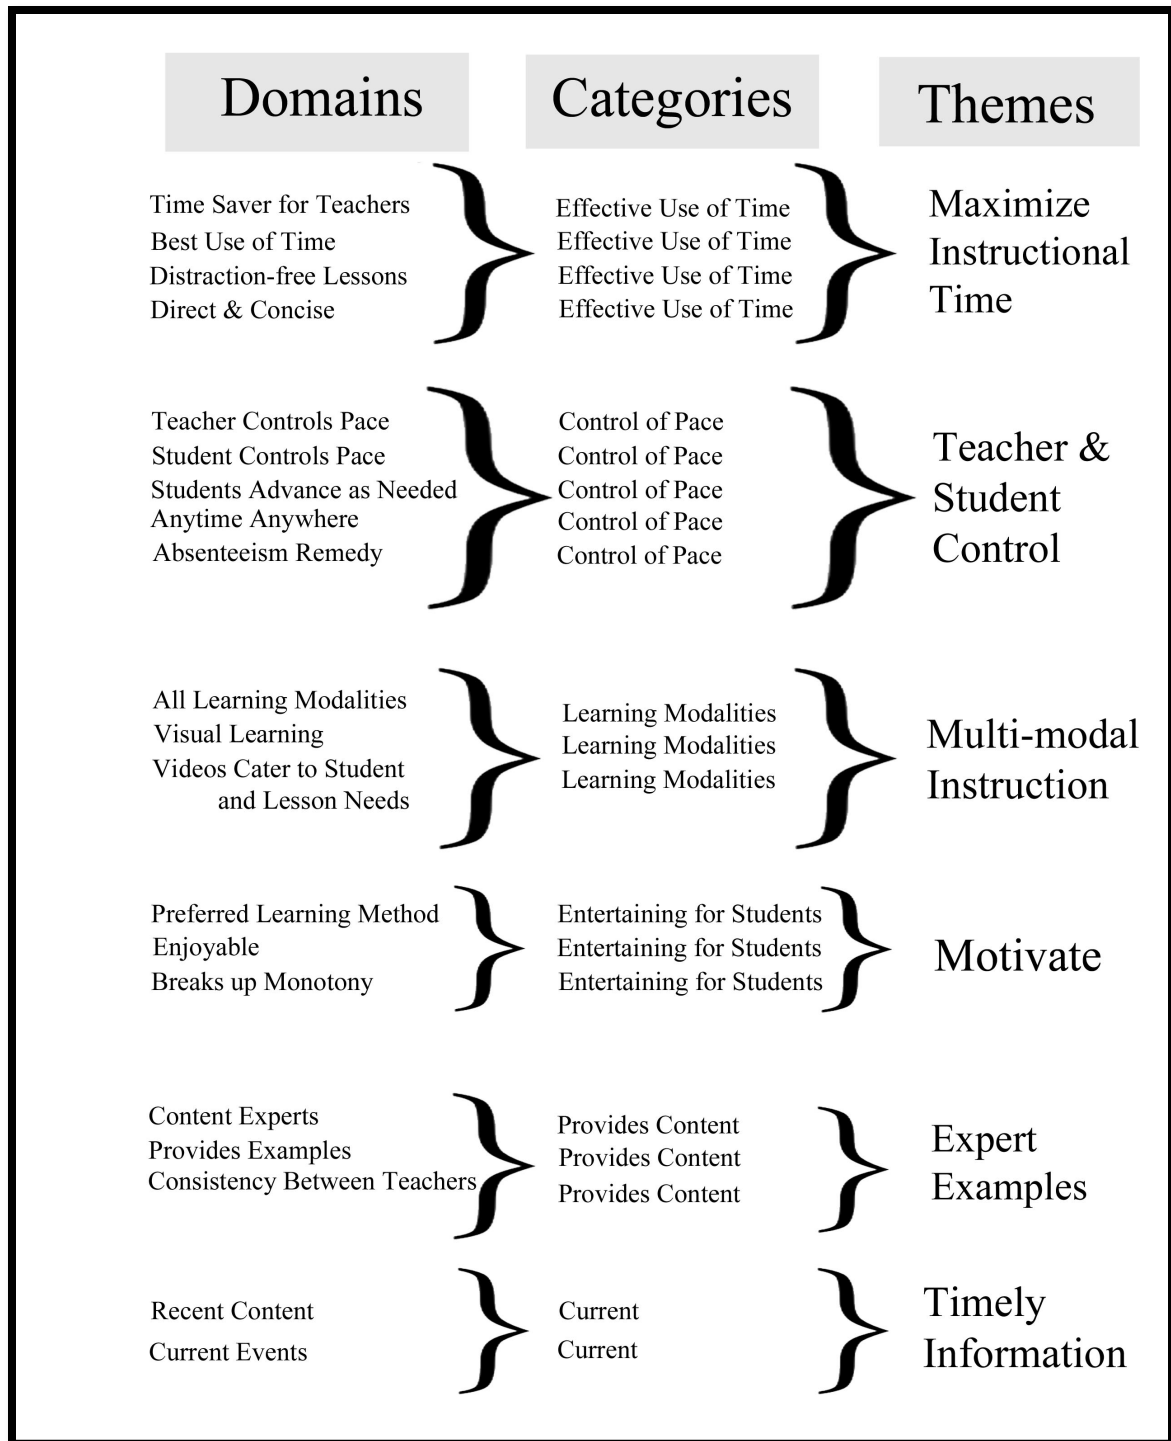 Domains
Categories
Themes
Time Saver for Teachers
Best Use of Time
Distraction-free Lessons
Direct & Concise
Effective Use of Time
Effective Use of Time
Effective Use of Time
Effective Use of Time
Maximize
Instructional
Time
Teacher Controls Pace
Student Controls Pace
Students Advance as Needed
Anytime Anywhere
Absenteeism Remedy
Control of Pace
Control of Pace
Control of Pace
Control of Pace
Control of Pace
Teacher &
Student
Control
All Learning Modalities
Visual Learning
Videos Cater to Student
and Lesson Needs
Learning Modalities
Learning Modalities
Learning Modalities
Multi-modal
Instruction
Preferred Learning Method
Enjoyable
Breaks up Monotony
Entertaining for Students
Entertaining for Students
Entertaining for Students
Motivate
Content Experts
Provides Examples
Consistency Between Teachers
Provides Content
Provides Content
Provides Content
Expert
Examples
Recent Content
Current Events
Current
Current
Timely
Information